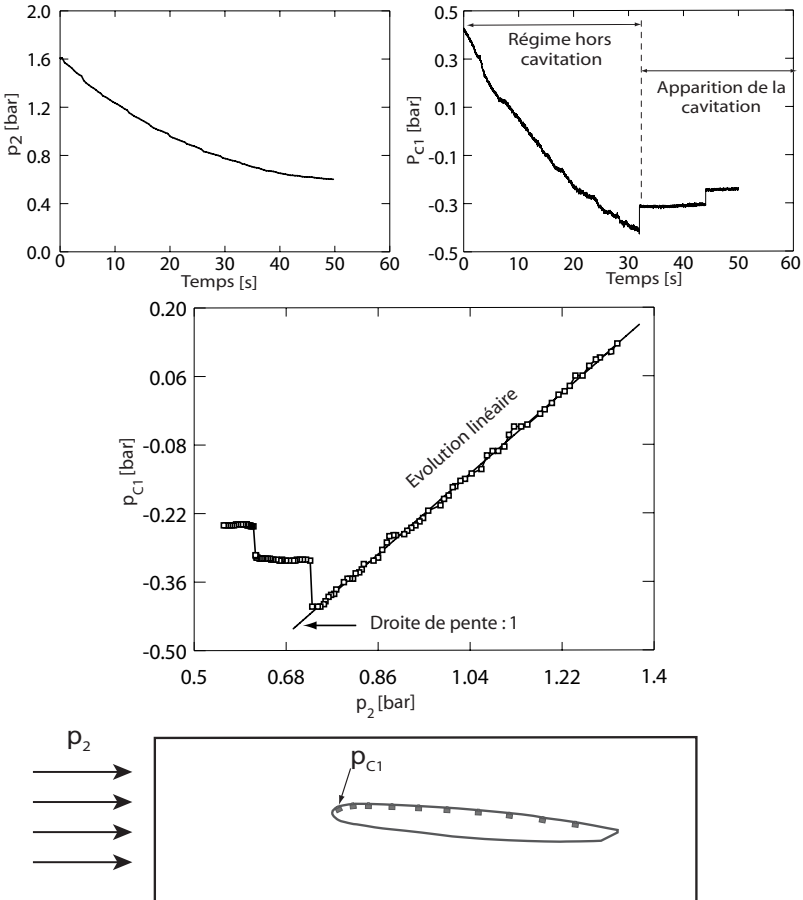 2.0
1.6
1.2
0.8
0.4
0.0
p2 [bar]
0 10 20 30 40 50 60
Temps [s]
0.5
0.3
0.1
-0.1
-0.3
-0.5
PC1 [bar]
Régime hors
cavitation
Apparition de la
cavitation
0 10 20 30 40 50 60
Temps [s]
0.20
0.06
-0.08
-0.22
-0.36
-0.50
pC1 [bar]
Evolution linéaire
Droite de pente : 1
0.5 0.68 0.86 1.04 1.22 1.4
p2 [bar]
p2
pC1